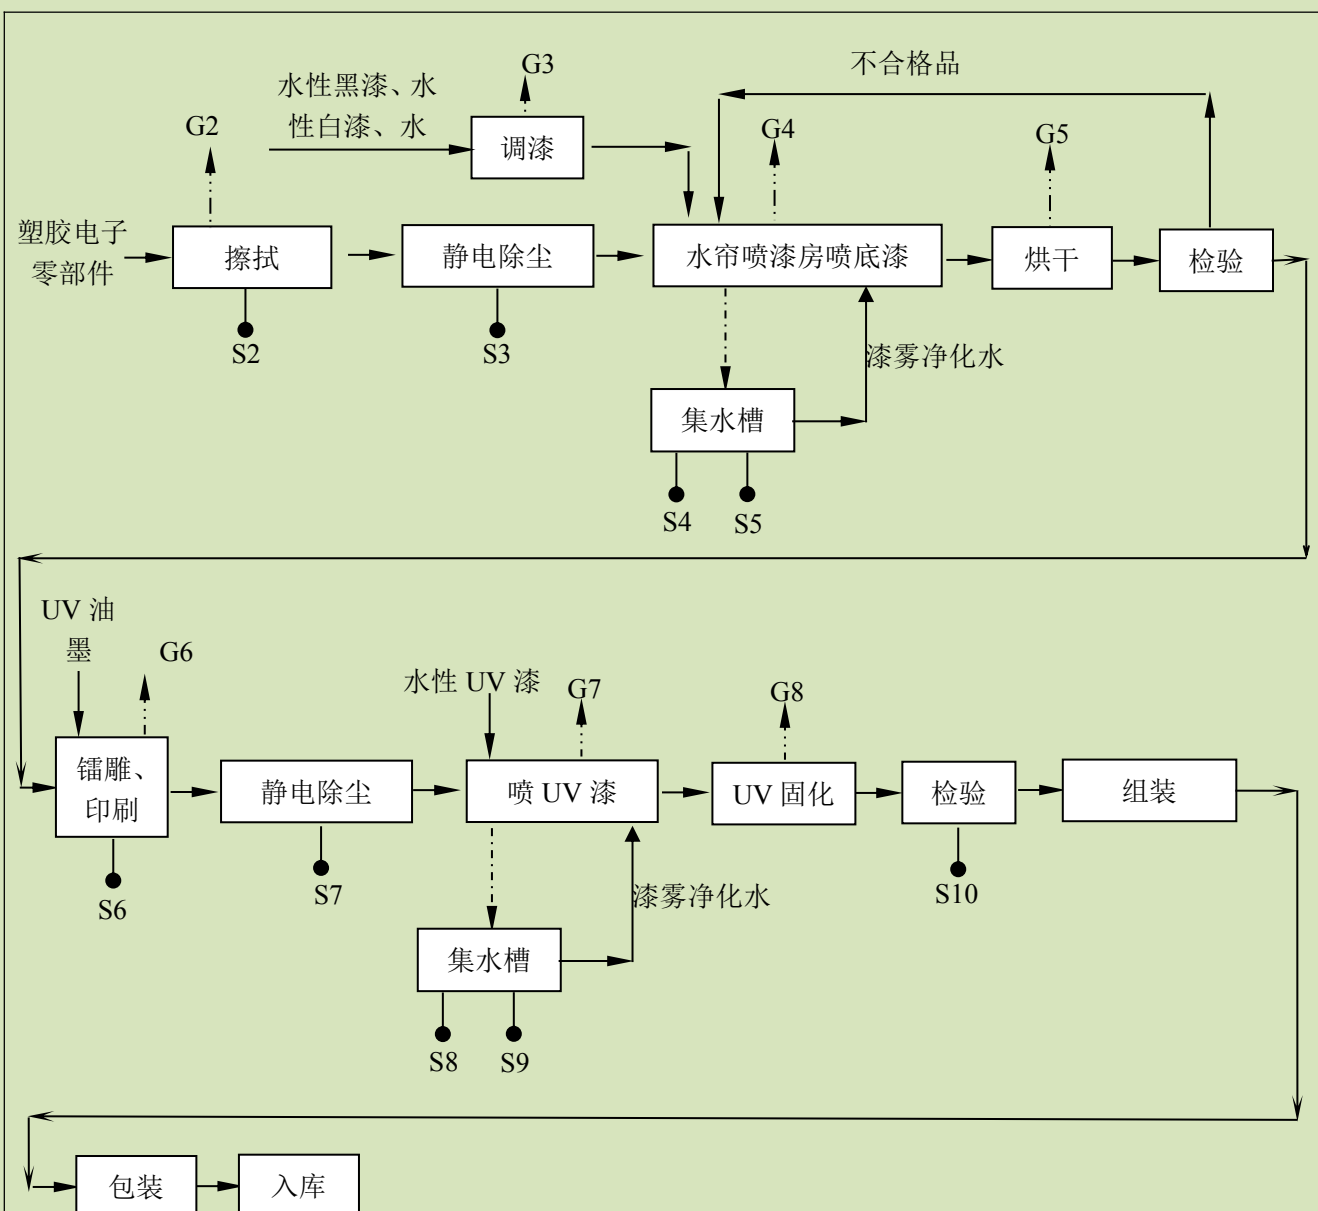 不合格品
G3
水性黑漆、水
性白漆、水
G2
调漆
G4
G5
塑胶电子
零部件
擦拭
静电除尘
水帘喷漆房喷底漆
烘干
检验
S2
S3
漆雾净化水
集水槽
S4
S5
UV 油
墨
G6
水性 UV 漆
G7
G8
镭雕、
印刷
静电除尘
喷 UV 漆
UV 固化
检验
组装
S6
S7
漆雾净化水
S10
集水槽
S8
S9
包装
入库